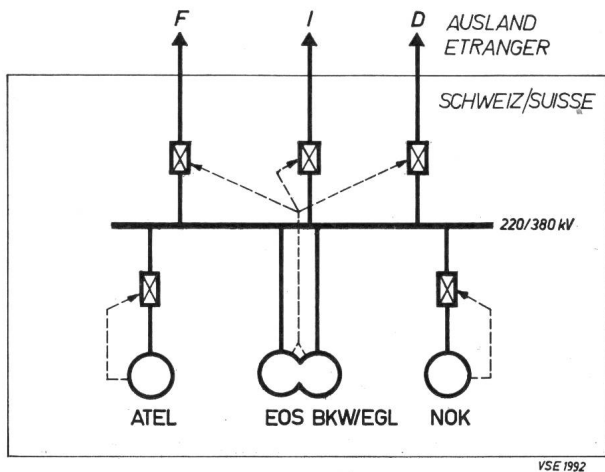 F I D AUSLAND
ETRANGER
SCHWEIZ/SUISSE
220/380 kV
ATEL EOS BKW/EGL NOK
VSE 1992